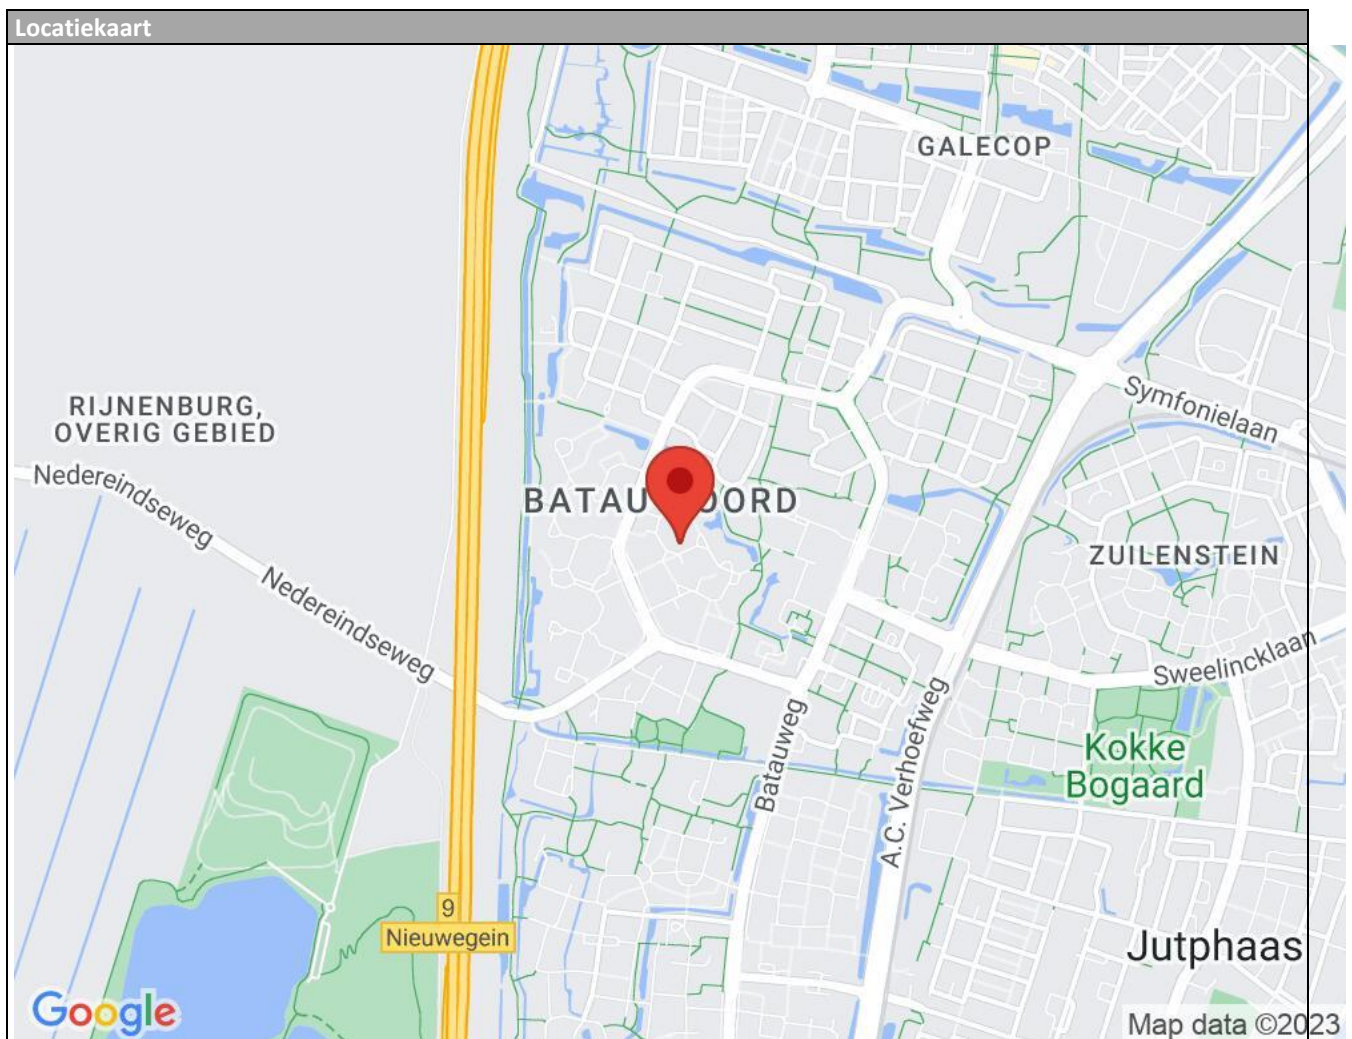 Locatiekaart
GALECOP
Symfonielaan
RIJNENBURG,
OVERIG GEBIED
Nedereindseweg
BATAU
OORD
Nedereindseweg
ZUILENSTEIN
Sweelincklaan
Batauweg
A.C. Verhoefweg
Kokke
Bogaard
9
Nieuwegein
Jutphaas
Google
Map data ©2023